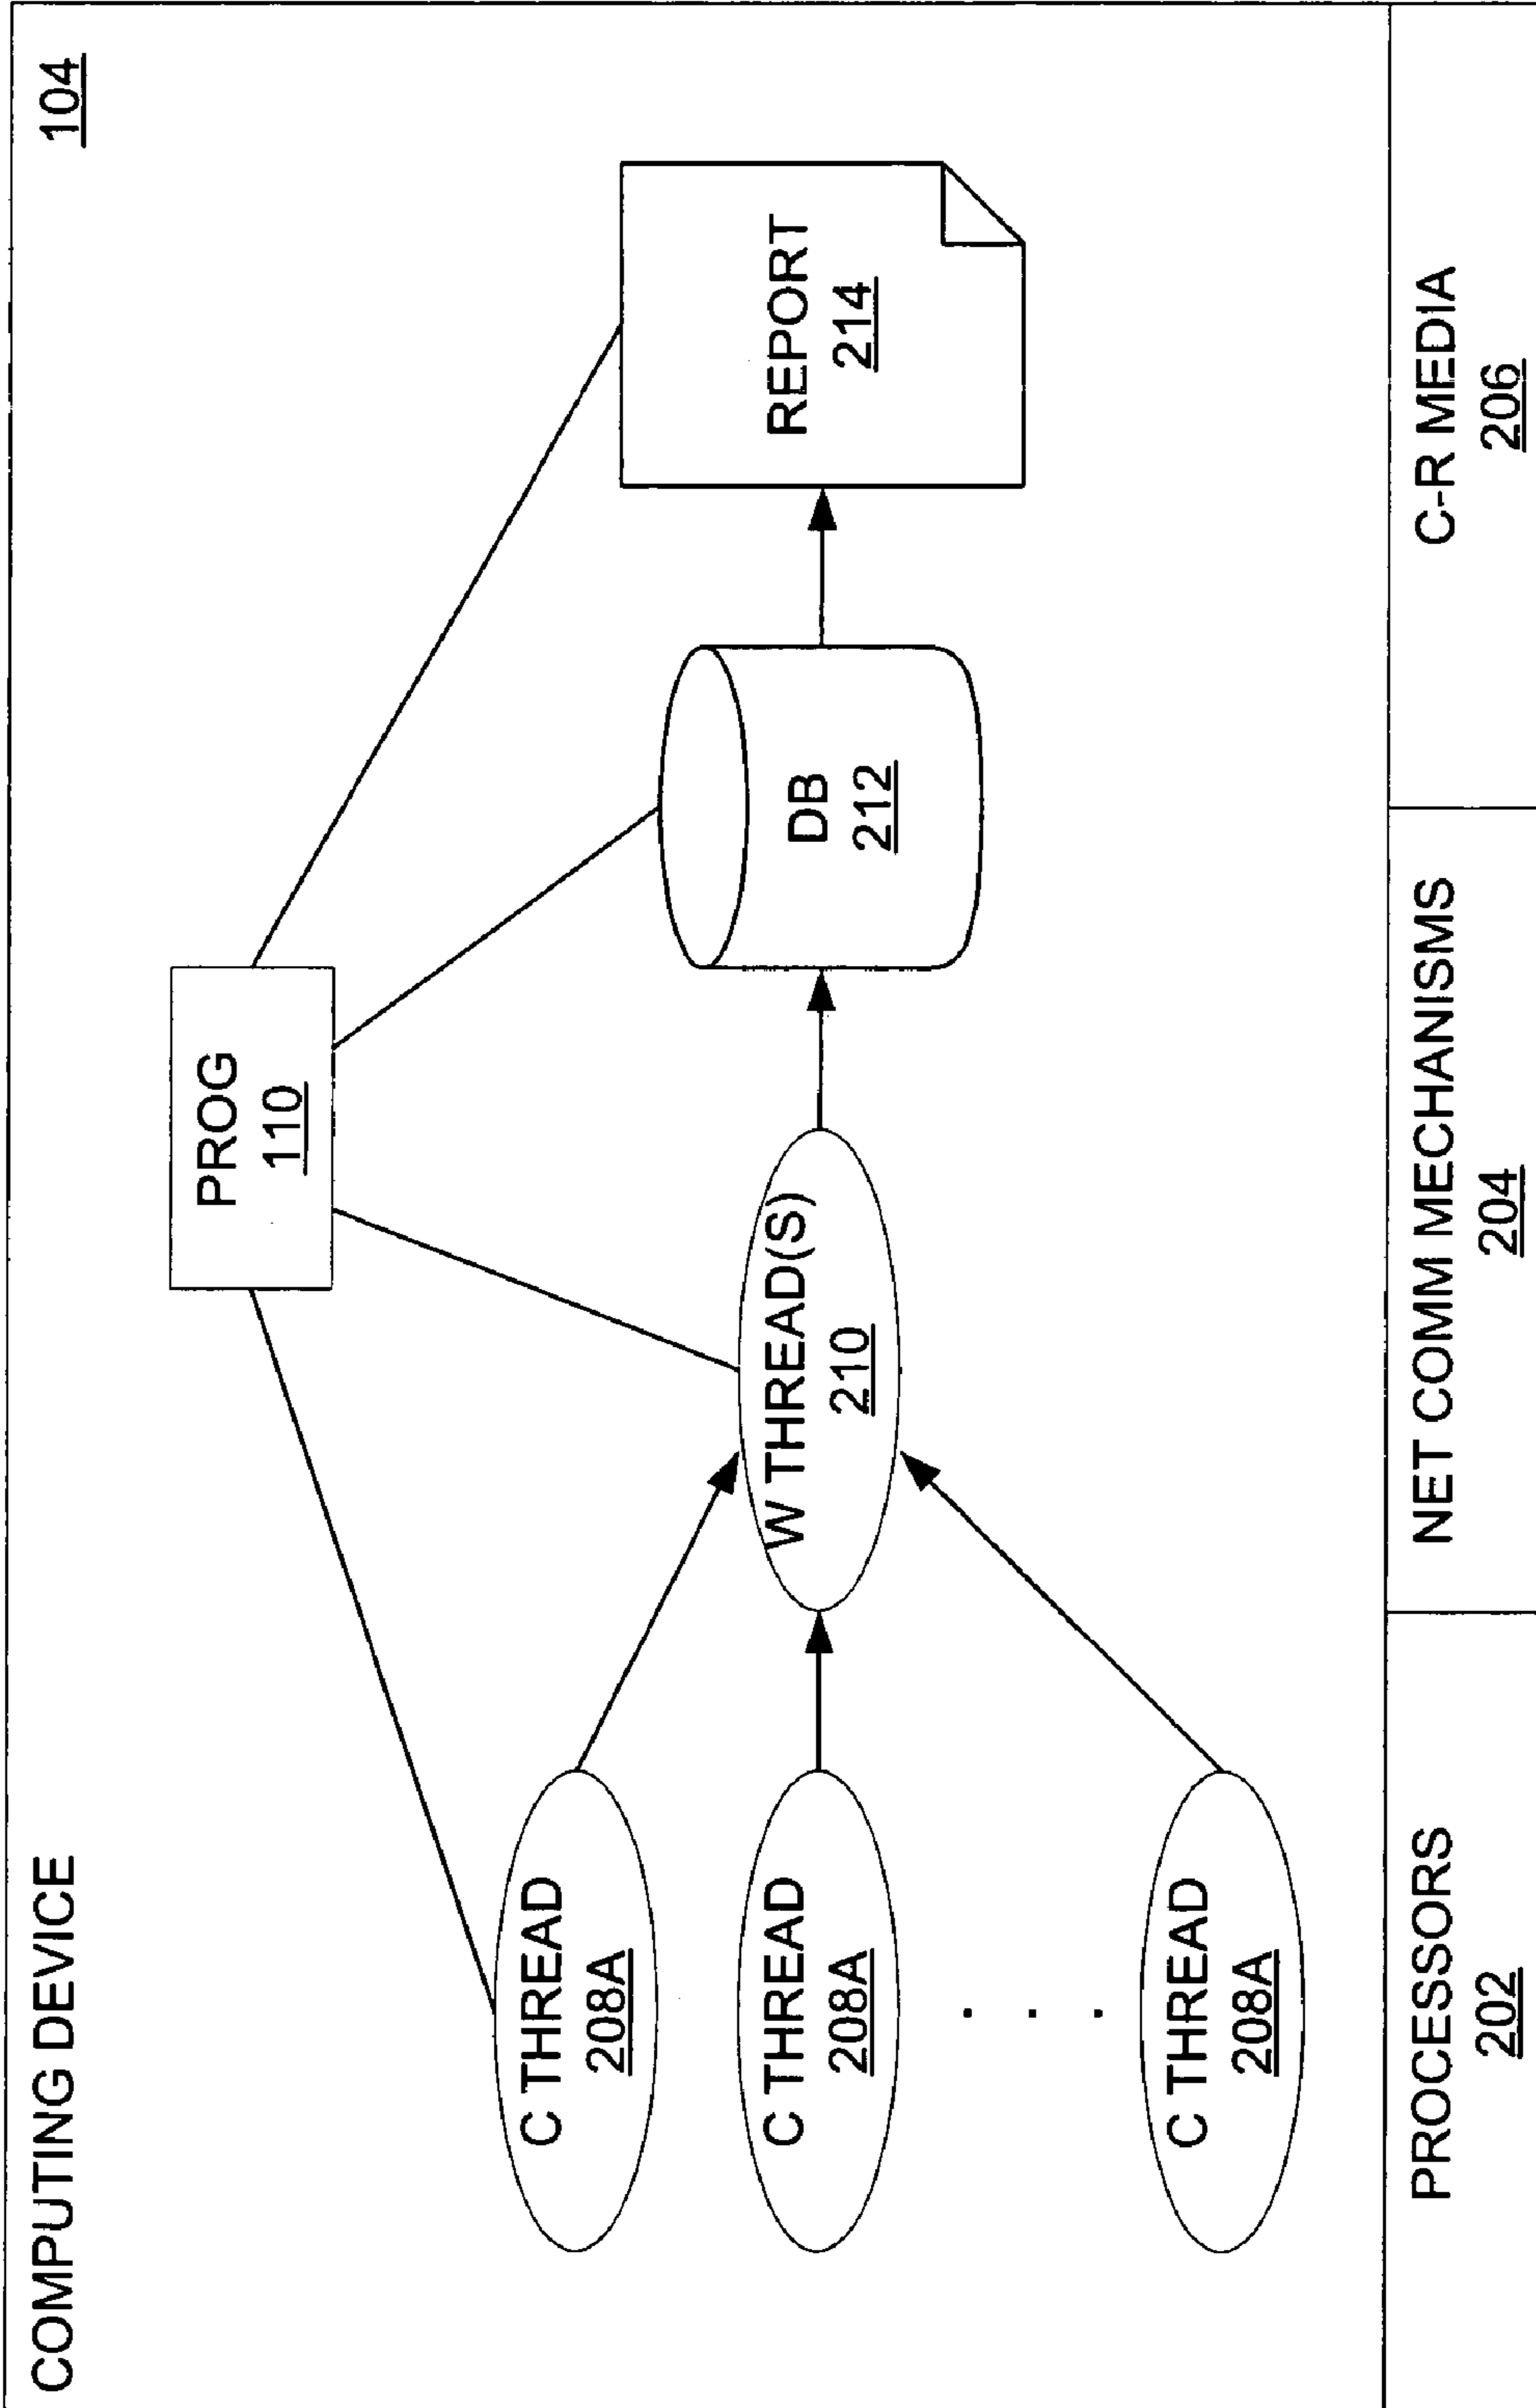 COMPUTING DEVICE
104
PROG
110
C THREAD
208A
C THREAD
208A
.
.
.
C THREAD
208A
W THREAD(S)
210
DB
212
REPORT
214
PROCESSORS
202
NET COMM MECHANISMS
204
C-R MEDIA
206